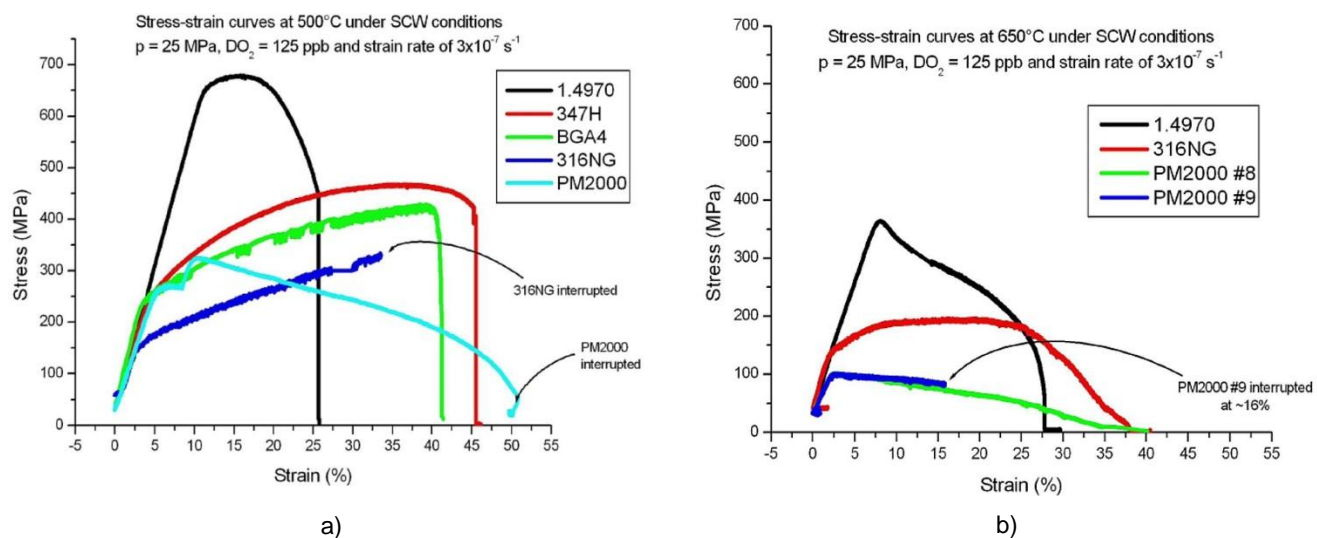 Stress-strain curves at 500°C under SCW conditions
p = 25 MPa, DO₂ = 125 ppb and strain rate of 3x10⁻⁷ s⁻¹
1.4970
347H
BGA4
316NG
PM2000
316NG interrupted
PM2000
interrupted
700
600
500
400
300
200
100
0
Stress (MPa)
-5 0 5 10 15 20 25 30 35 40 45 50 55
Strain (%)
a)
Stress-strain curves at 650°C under SCW conditions
p = 25 MPa, DO₂ = 125 ppb and strain rate of 3x10⁻⁷ s⁻¹
1.4970
316NG
PM2000 #8
PM2000 #9
PM2000 #9 interrupted
at ~16%
700
600
500
400
300
200
100
0
Stress (MPa)
-5 0 5 10 15 20 25 30 35 40 45 50 55
Strain (%)
b)